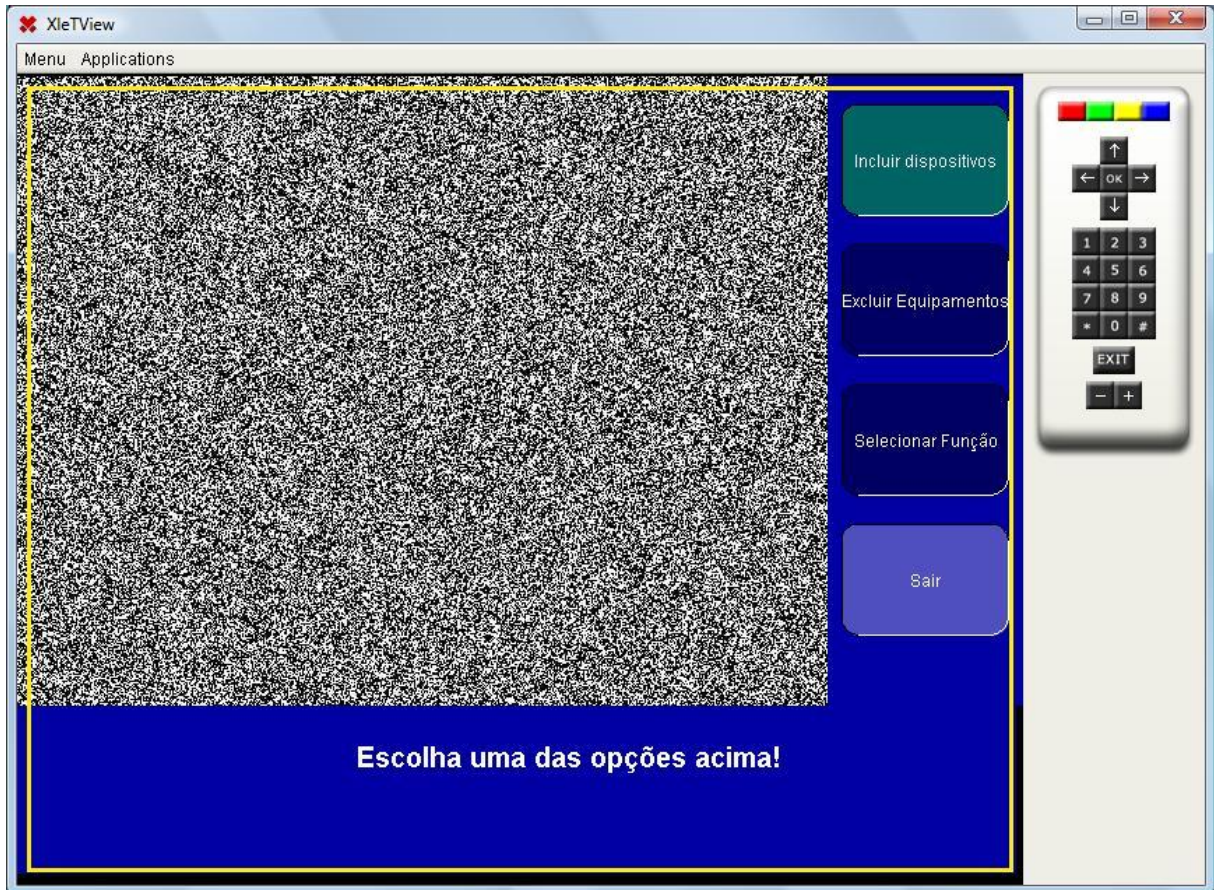 XleTView
Menu Applications
Incluir dispositivos
Excluir Equipamentos
Selecionar Função
Sair
Escolha uma das opções acima!
↑
← OK →
↓
1 2 3
4 5 6
7 8 9
* 0 #
EXIT
− +